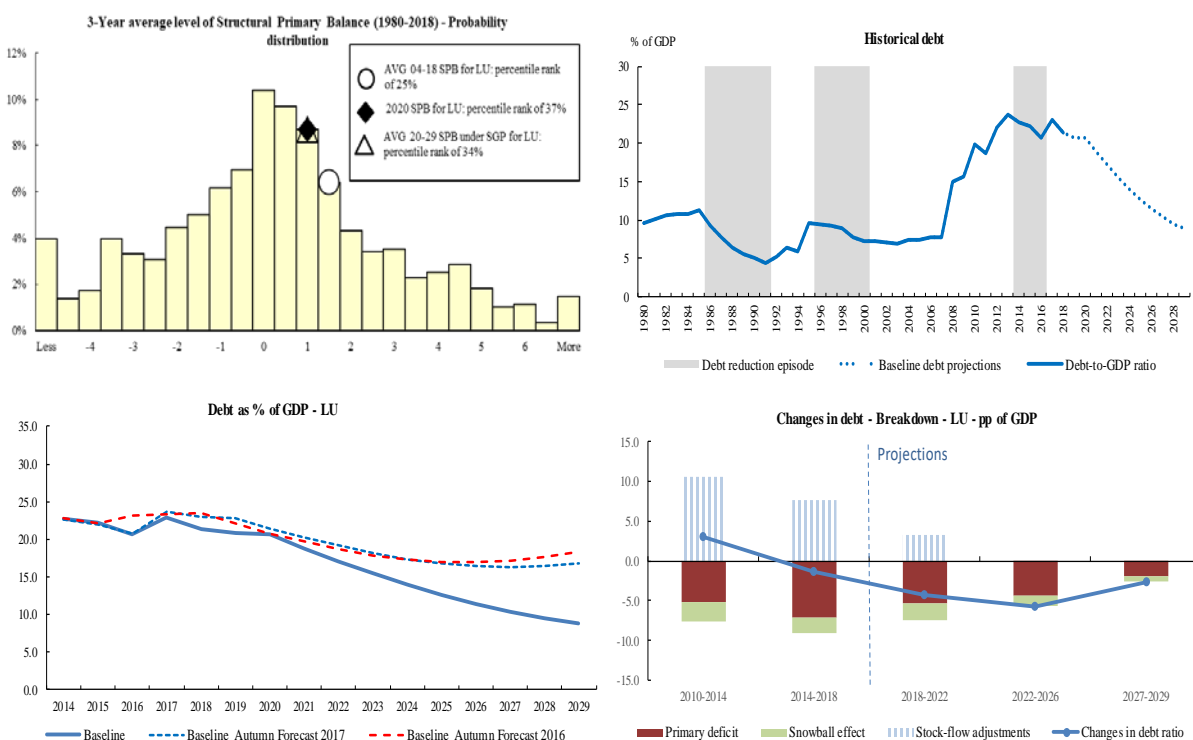 3-Year average level of Structural Primary Balance (1980-2018) - Probability
distribution
12%
10%
8%
6%
4%
2%
0%
AVG 04-18 SPB for LU: percentile rank
of 25%
2020 SPB for LU: percentile rank of 37%
AVG 20-29 SPB under SGP for LU:
percentile rank of 34%
Less -4 -3 -2 -1 0 1 2 3 4 5 6 More
% of GDP
Historical debt
30
25
20
15
10
5
0
1980 1982 1984 1986 1988 1990 1992 1994 1996 1998 2000 2002 2004 2006 2008 2010 2012 2014 2016 2018 2020 2022 2024 2026 2028
Debt reduction episode Baseline debt projections Debt-to-GDP ratio
Debt as % of GDP - LU
35.0
30.0
25.0
20.0
15.0
10.0
5.0
0.0
2014 2015 2016 2017 2018 2019 2020 2021 2022 2023 2024 2025 2026 2027 2028 2029
Baseline Baseline Autumn Forecast 2017 Baseline Autumn Forecast 2016
Changes in debt - Breakdown - LU - pp of GDP
Projections
15.0
10.0
5.0
0.0
-5.0
-10.0
-15.0
2010-2014 2014-2018 2018-2022 2022-2026 2027-2029
Primary deficit Snowball effect Stock-flow adjustments Changes in debt ratio